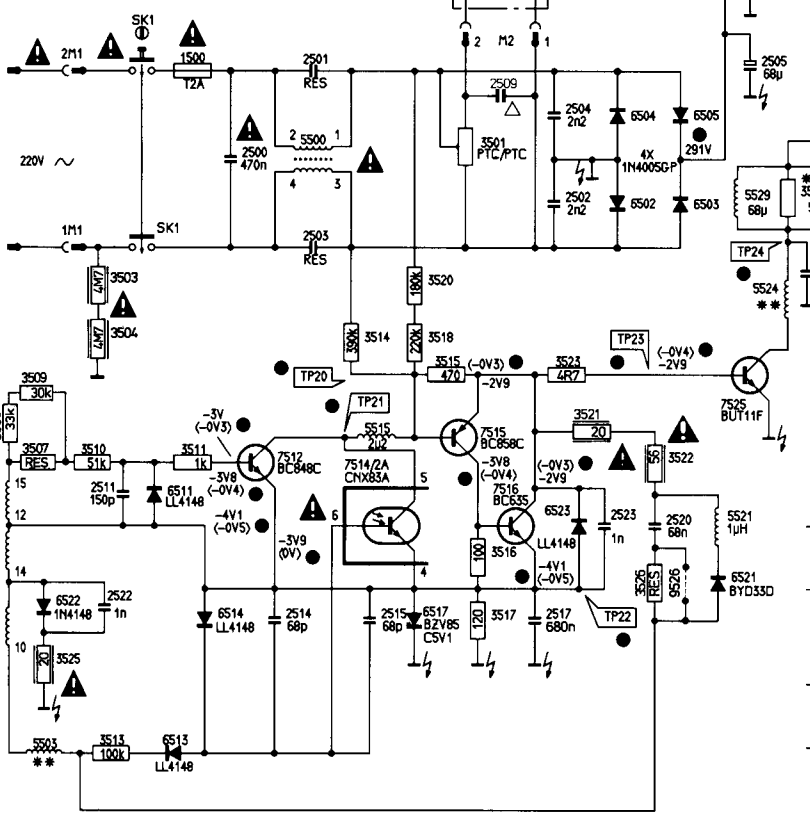 SK1
2M1
1500
T2A
2501
RES
2
M2
1
2509
2505
68µ
2
5500
1
4
3
2500
470n
220V ~
3501
PTC/PTC
2504
2n2
6504
6505
291V
4X
1N4005GP
2502
2n2
6502
6503
5529
68µ
1M1
SK1
2503
RES
TP24
5524
**
4M7
3503
4M7
3504
180k
3520
390k
3514
220k
3518
TP20
3515
470
(-0V3)
-2V9
3523
4R7
TP23
(-0V4)
-2V9
7525
BUT11F
3509
30k
33k
3507
RES
3510
51k
3511
1k
-3V
(-0V3)
7512
BC848C
-3V8
(-0V4)
TP21
5515
2µ2
7514/2A
CNX83A
5
6
4
7515
BC858C
-3V8
(-0V4)
7516
BC635
3521
20
56
3522
(-0V3)
-2V9
15
12
14
10
2511
150p
6511
LL4148
-4V1
(-0V5)
-3V9
(0V)
100
3516
6523
LL4148
2523
1n
2520
68n
5521
1µH
3526
RES
9526
6521
BYD33D
-4V1
(-0V5)
6522
1N4148
2522
1n
20
3525
6514
LL4148
2514
68p
2515
68p
6517
BZV85
C5V1
120
3517
2517
680n
TP22
5503
**
3513
100k
6513
LL4148